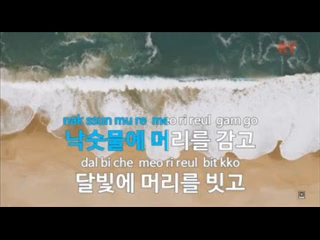 nak ssun mu re meo ri reul gam go
낙숫물에 머리를 감고
dal bi che meo ri reul bit kko
달빛에 머리를 빗고